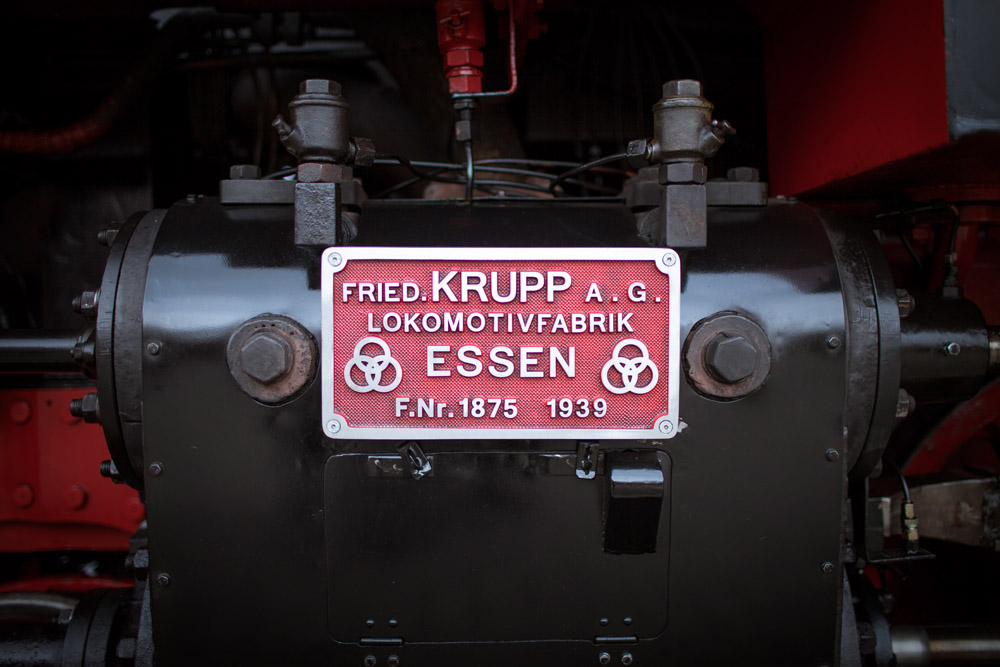 FRIED. KRUPP A.G.
LOKOMOTIVFABRIK
ESSEN
F.Nr. 1875 1939